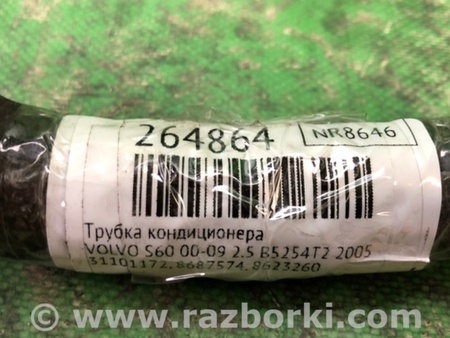 264864
NR8646
Трубка кондиционера
VOLVO S60 00-09 2.5 B5254T2 2005
31101172,8687574,8623260
© www.razborki.com